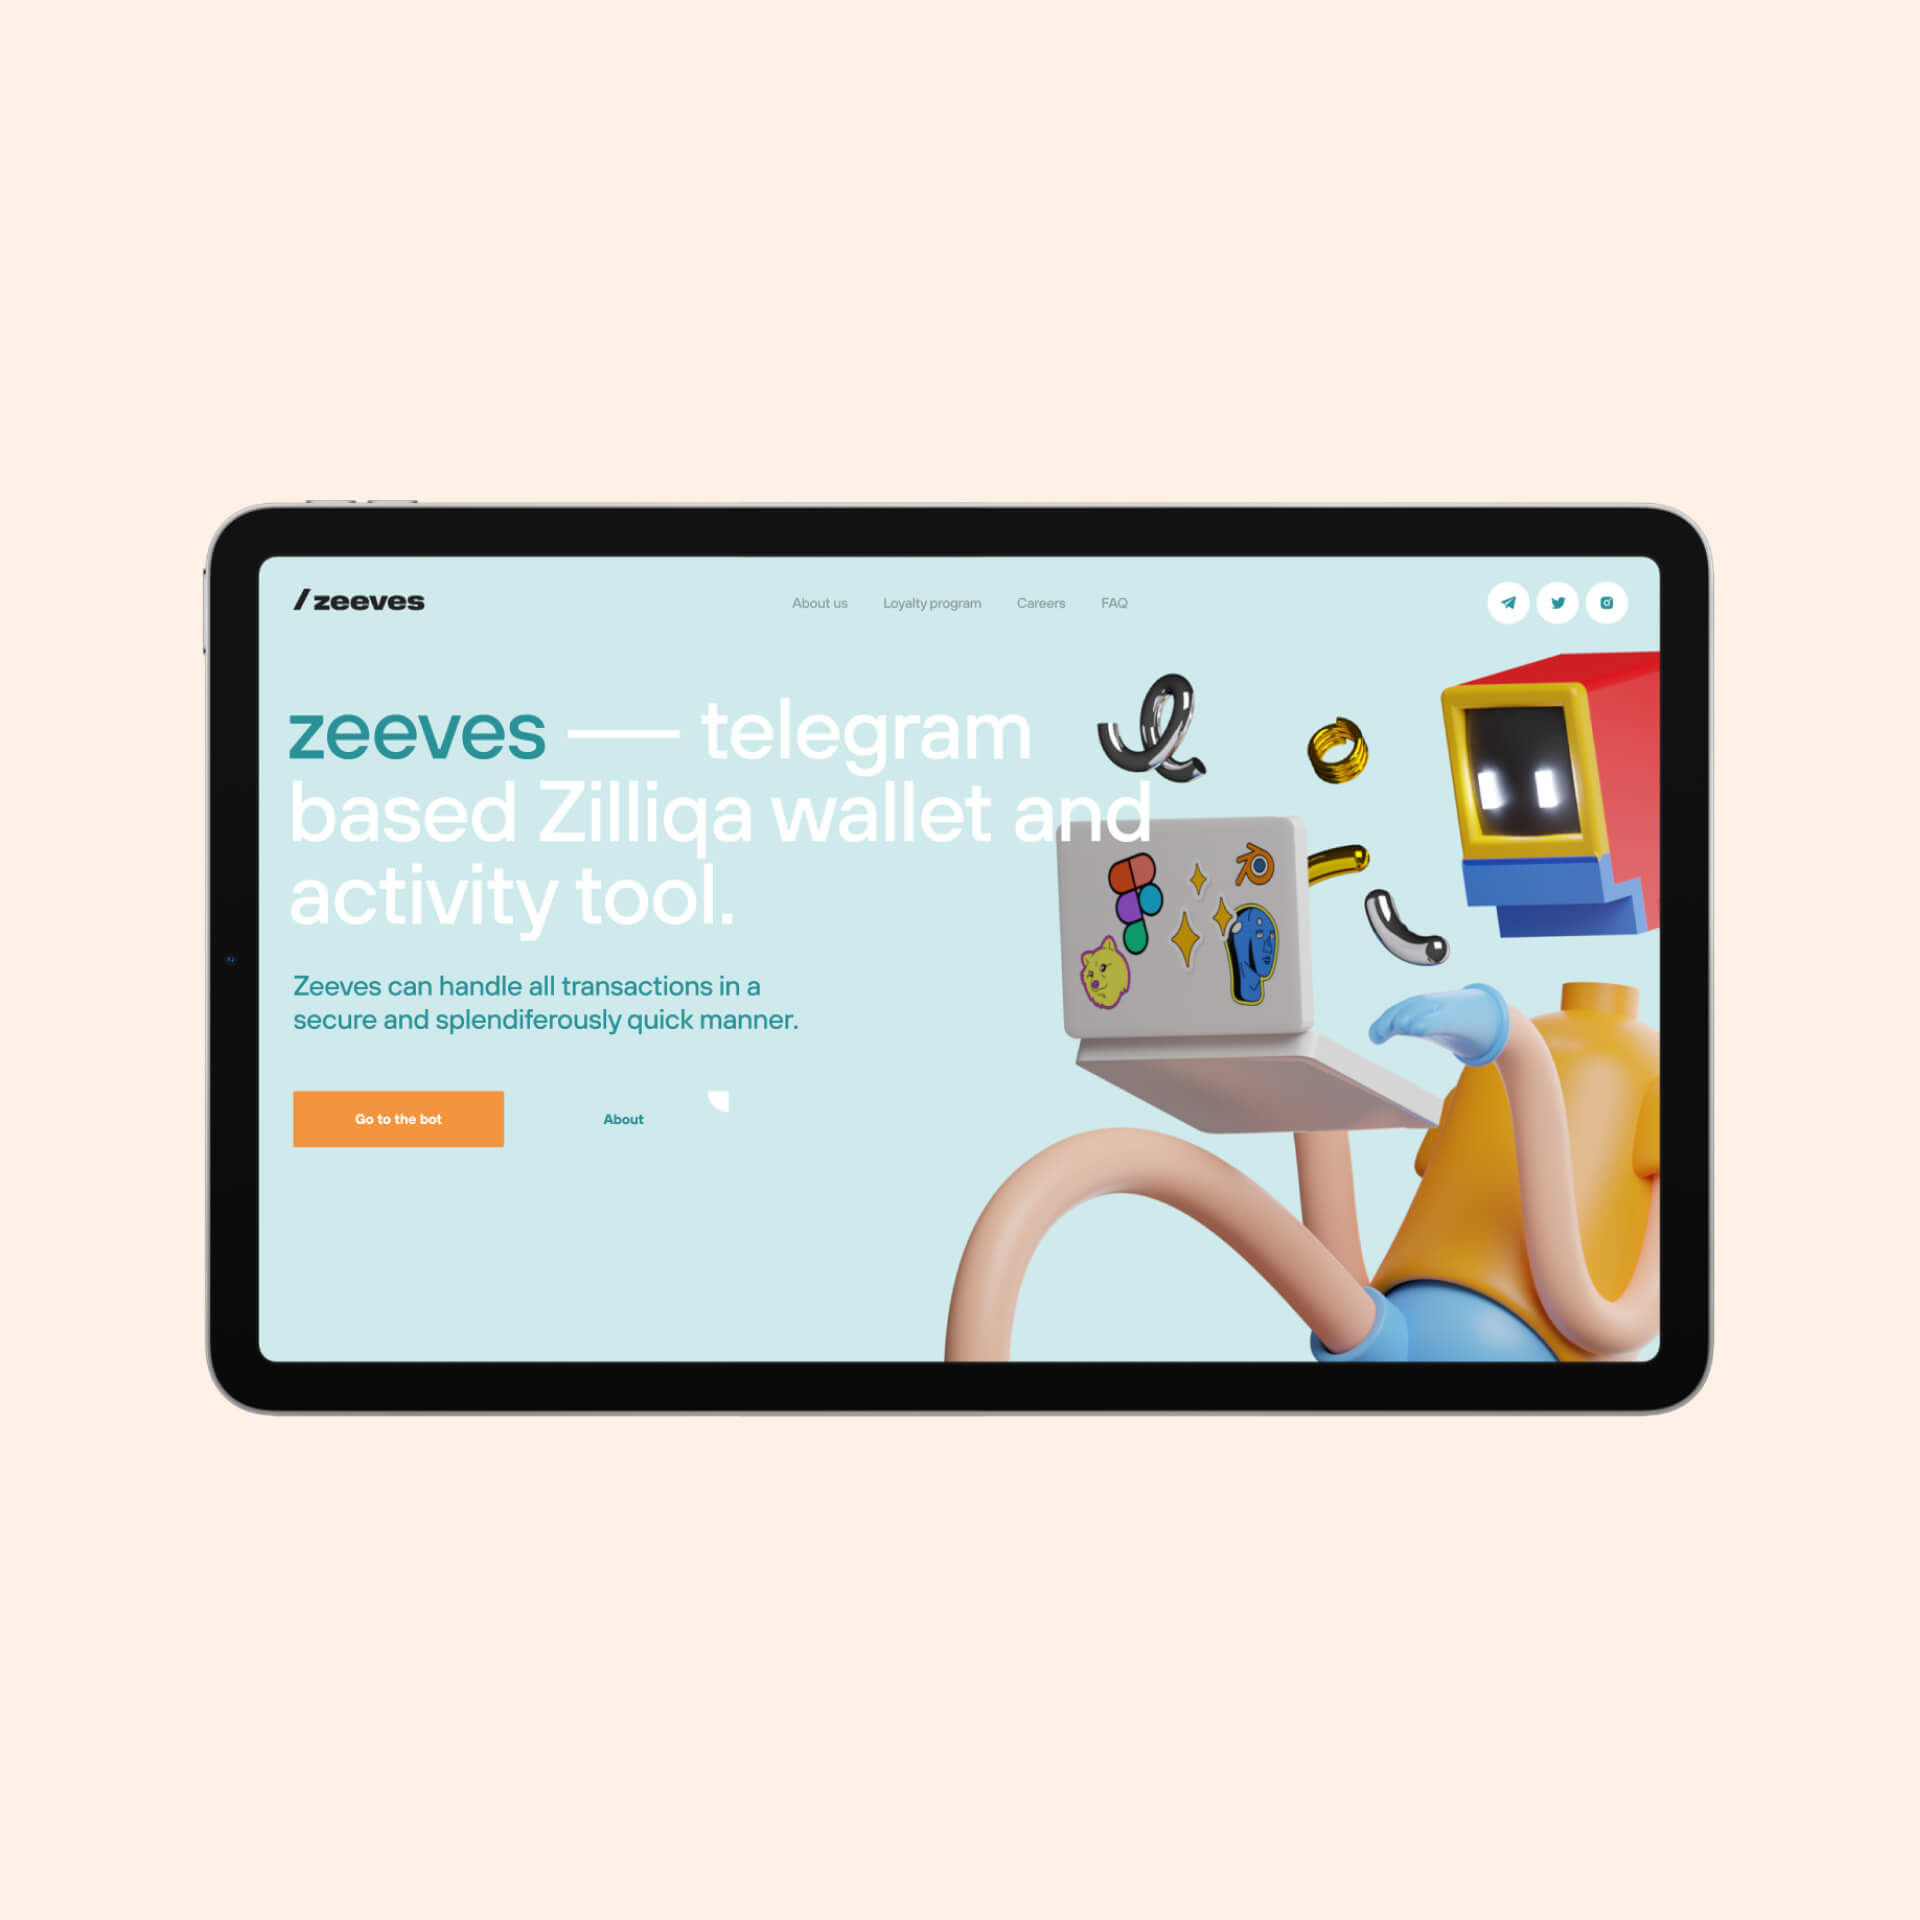 /zeeves
About us Loyalty program Careers FAQ
zeeves — telegram
based Zilliqa wallet and
activity tool.
Zeeves can handle all transactions in a
secure and splendiferously quick manner.
Go to the bot About